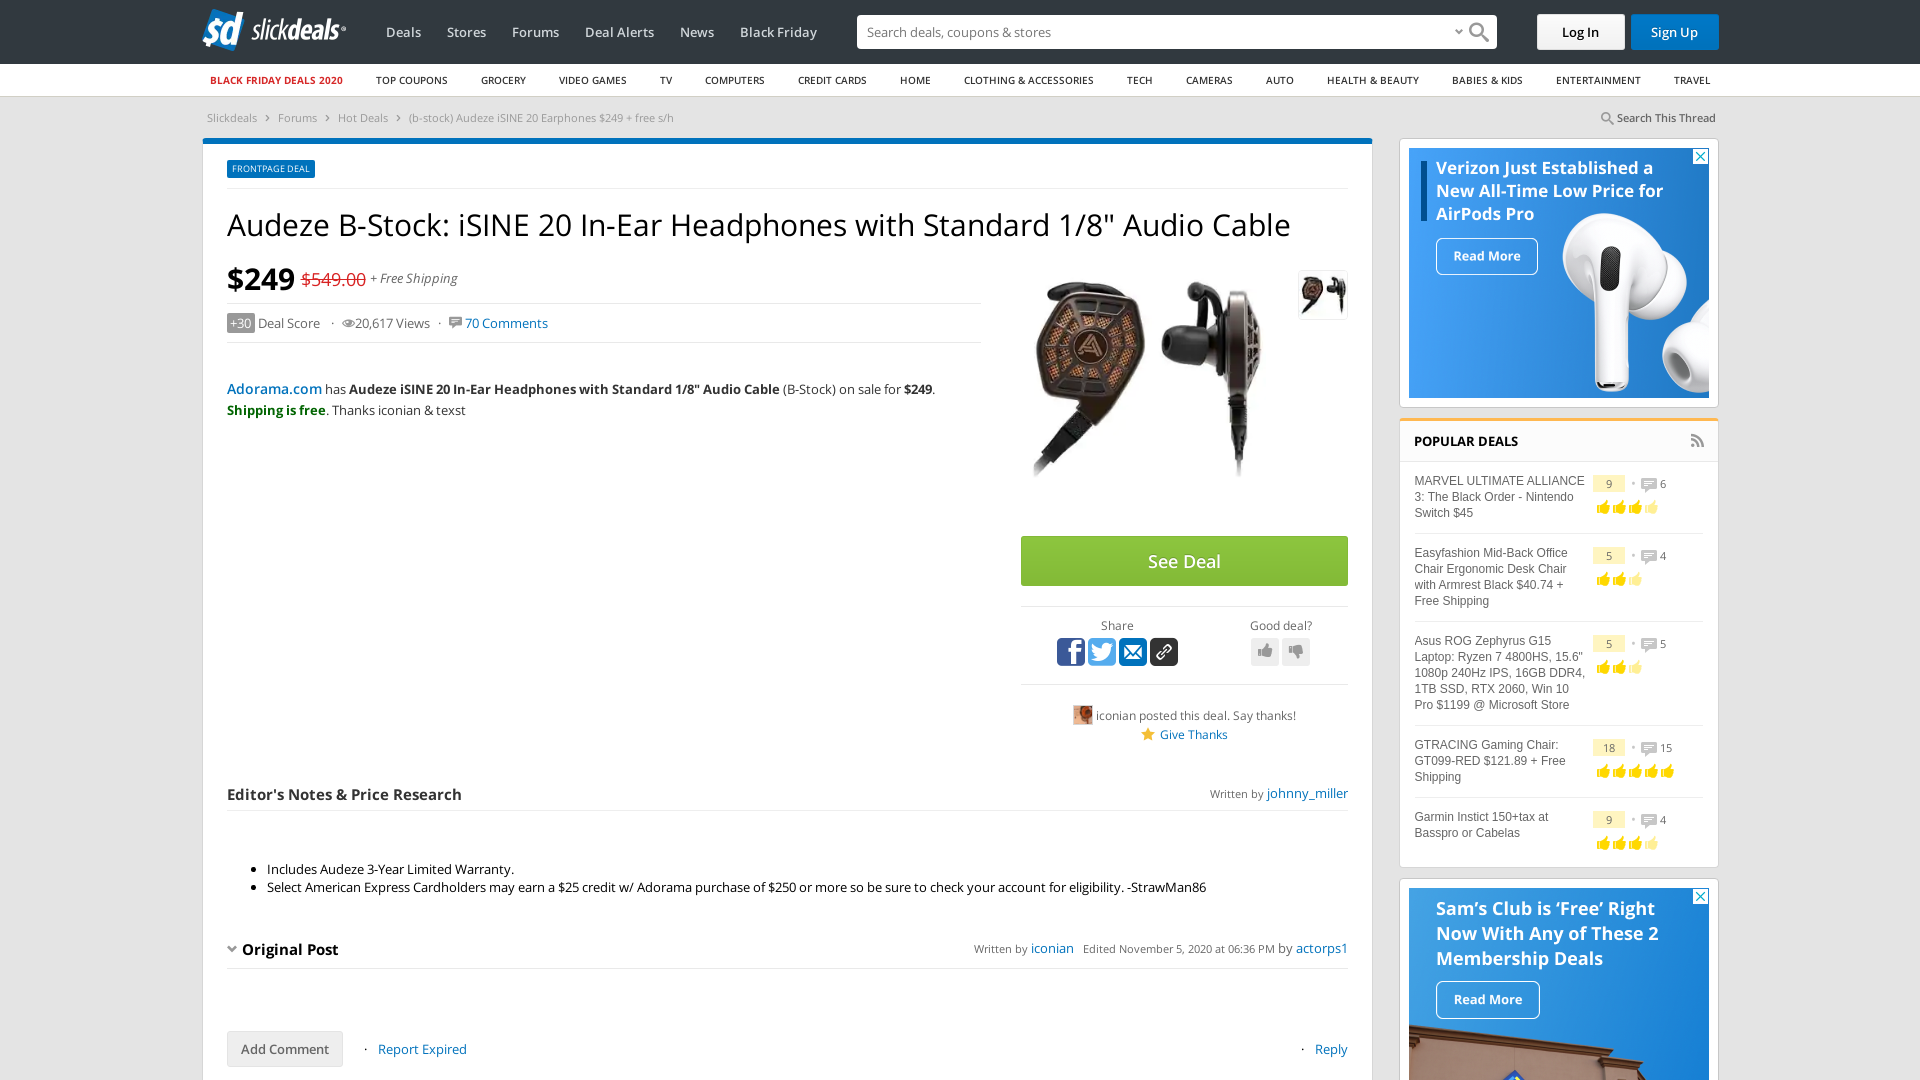 sd slickdeals
Deals
Stores
Forums
Deal Alerts
News
Black Friday
Search deals, coupons & stores
Log In
Sign Up
BLACK FRIDAY DEALS 2020
TOP COUPONS
GROCERY
VIDEO GAMES
TV
COMPUTERS
CREDIT CARDS
HOME
CLOTHING & ACCESSORIES
TECH
CAMERAS
AUTO
HEALTH & BEAUTY
BABIES & KIDS
ENTERTAINMENT
TRAVEL
Slickdeals › Forums › Hot Deals › (b-stock) Audeze iSINE 20 Earphones $249 + free s/h
Search This Thread
FRONTPAGE DEAL
Audeze B-Stock: iSINE 20 In-Ear Headphones with Standard 1/8" Audio Cable
$249 $549.00 + Free Shipping
+30 Deal Score · 20,617 Views · 70 Comments
Adorama.com has Audeze iSINE 20 In-Ear Headphones with Standard 1/8" Audio Cable (B-Stock) on sale for $249.
Shipping is free. Thanks iconian & texst
See Deal
Share
Good deal?
iconian posted this deal. Say thanks!
Give Thanks
Editor's Notes & Price Research
Written by johnny_miller
• Includes Audeze 3-Year Limited Warranty.
• Select American Express Cardholders may earn a $25 credit w/ Adorama purchase of $250 or more so be sure to check your account for eligibility. -StrawMan86
Original Post
Written by iconian Edited November 5, 2020 at 06:36 PM by actorps1
Add Comment
· Report Expired
· Reply
Verizon Just Established a
New All-Time Low Price for
AirPods Pro
Read More
POPULAR DEALS
MARVEL ULTIMATE ALLIANCE
3: The Black Order - Nintendo
Switch $45
9 • 6
Easyfashion Mid-Back Office
Chair Ergonomic Desk Chair
with Armrest Black $40.74 +
Free Shipping
5 • 4
Asus ROG Zephyrus G15
Laptop: Ryzen 7 4800HS, 15.6"
1080p 240Hz IPS, 16GB DDR4,
1TB SSD, RTX 2060, Win 10
Pro $1199 @ Microsoft Store
5 • 5
GTRACING Gaming Chair:
GT099-RED $121.89 + Free
Shipping
18 • 15
Garmin Instict 150+tax at
Basspro or Cabelas
9 • 4
Sam's Club is 'Free' Right
Now With Any of These 2
Membership Deals
Read More